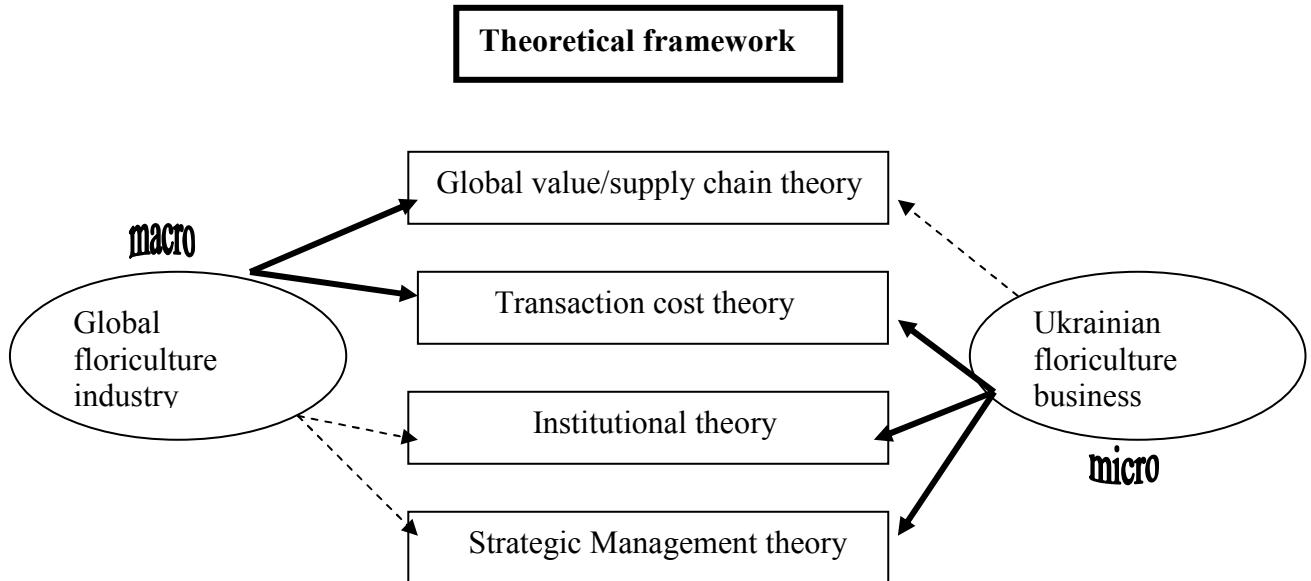 Theoretical framework
Global value/supply chain theory
macro
Transaction cost theory
Global
floriculture
industry
Ukrainian
floriculture
business
Institutional theory
micro
Strategic Management theory